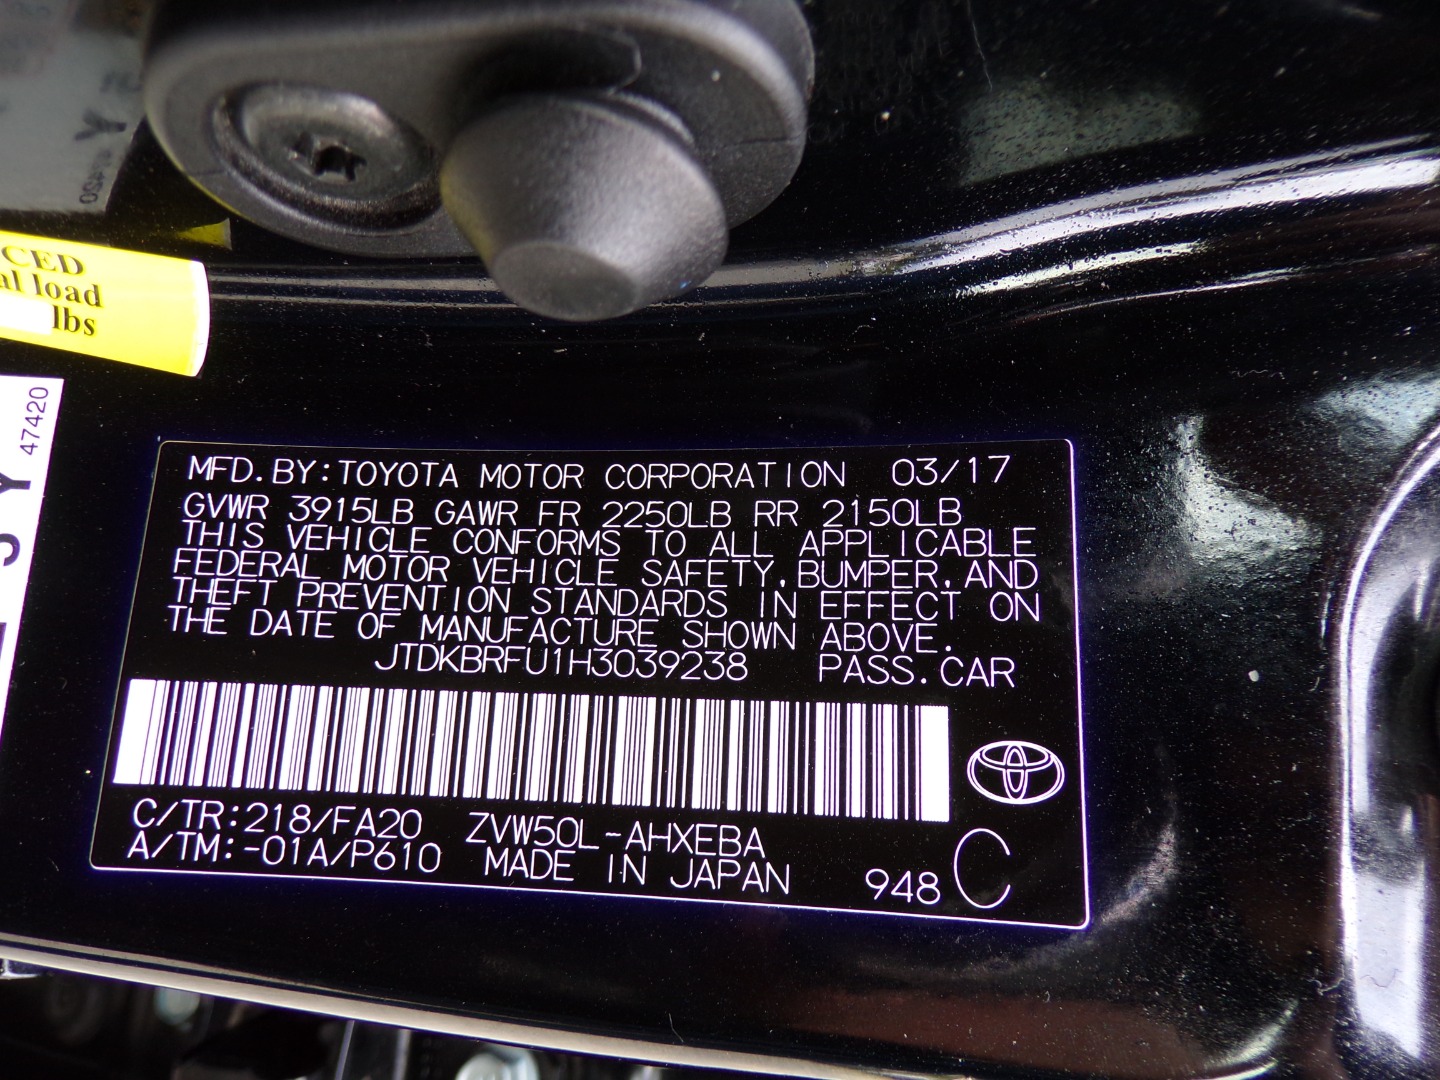 CED
al load
lbs
47420
MFD. BY: TOYOTA MOTOR CORPORATION 03/17
GVWR 3915LB GAWR FR 2250LB RR 2150LB
THIS VEHICLE CONFORMS TO ALL APPLICABLE
FEDERAL MOTOR VEHICLE SAFETY, BUMPER, AND
THEFT PREVENTION STANDARDS IN EFFECT ON
THE DATE OF MANUFACTURE SHOWN ABOVE.
JTDKBRFU1H3039238 PASS. CAR
C/TR: 218/FA20 ZVW50L-AHXEBA
A/TM: -01A/P610 MADE IN JAPAN 948 C